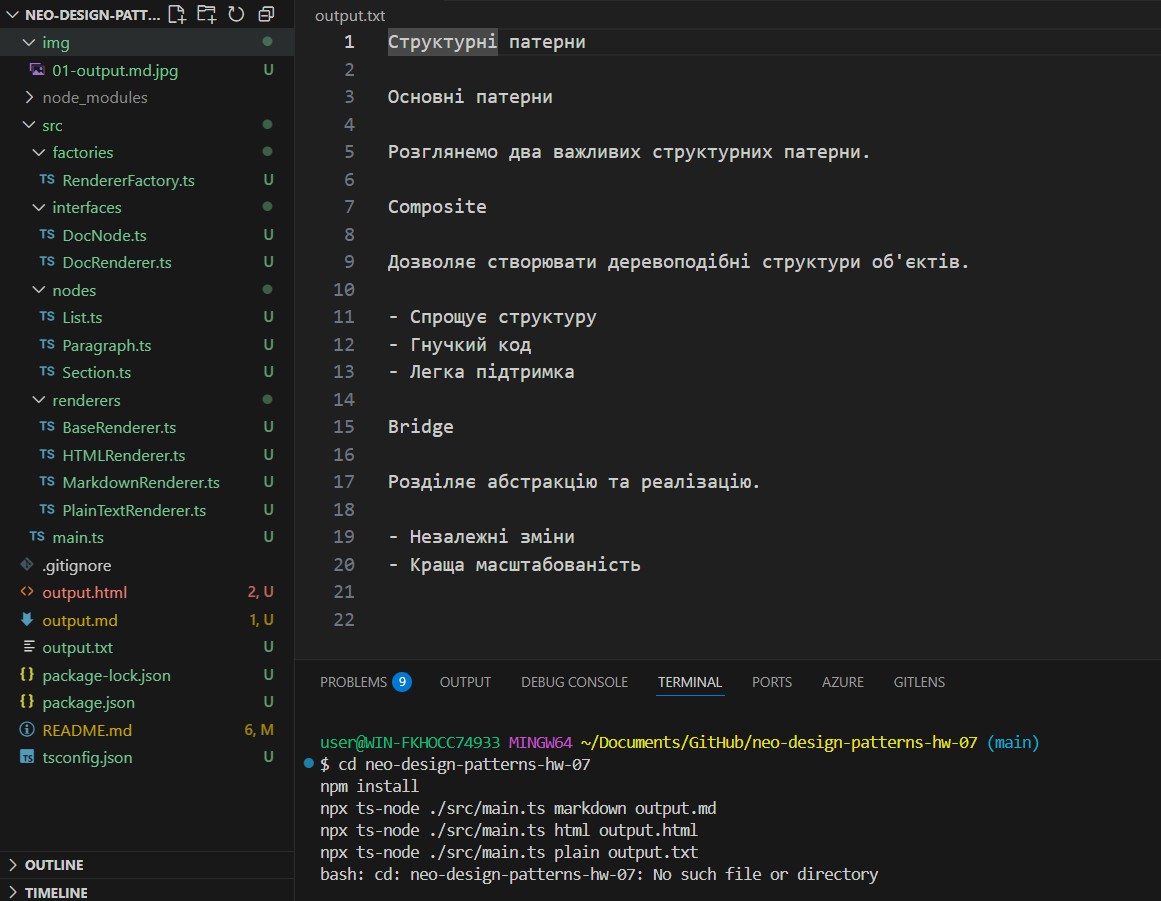 NEO-DESIGN-PATT...
img
01-output.md.jpg U
node_modules
src
factories
TS RendererFactory.ts U
interfaces
TS DocNode.ts U
TS DocRenderer.ts U
nodes
TS List.ts U
TS Paragraph.ts U
TS Section.ts U
renderers
TS BaseRenderer.ts U
TS HTMLRenderer.ts U
TS MarkdownRenderer.ts U
TS PlainTextRenderer.ts U
TS main.ts U
.gitignore
<> output.html 2, U
output.md 1, U
output.txt U
{} package-lock.json U
{} package.json U
README.md 6, M
TS tsconfig.json U
OUTLINE
TIMELINE
output.txt
1 Структурні патерни
2
3 Основні патерни
4
5 Розглянемо два важливих структурних патерни.
6
7 Composite
8
9 Дозволяє створювати деревоподібні структури об'єктів.
10
11 - Спрощує структуру
12 - Гнучкий код
13 - Легка підтримка
14
15 Bridge
16
17 Розділяє абстракцію та реалізацію.
18
19 - Незалежні зміни
20 - Краща масштабованість
21
22
PROBLEMS 9 OUTPUT DEBUG CONSOLE TERMINAL PORTS AZURE GITLENS
user@WIN-FKHOCC74933 MINGW64 ~/Documents/GitHub/neo-design-patterns-hw-07 (main)
$ cd neo-design-patterns-hw-07
npm install
npx ts-node ./src/main.ts markdown output.md
npx ts-node ./src/main.ts html output.html
npx ts-node ./src/main.ts plain output.txt
bash: cd: neo-design-patterns-hw-07: No such file or directory